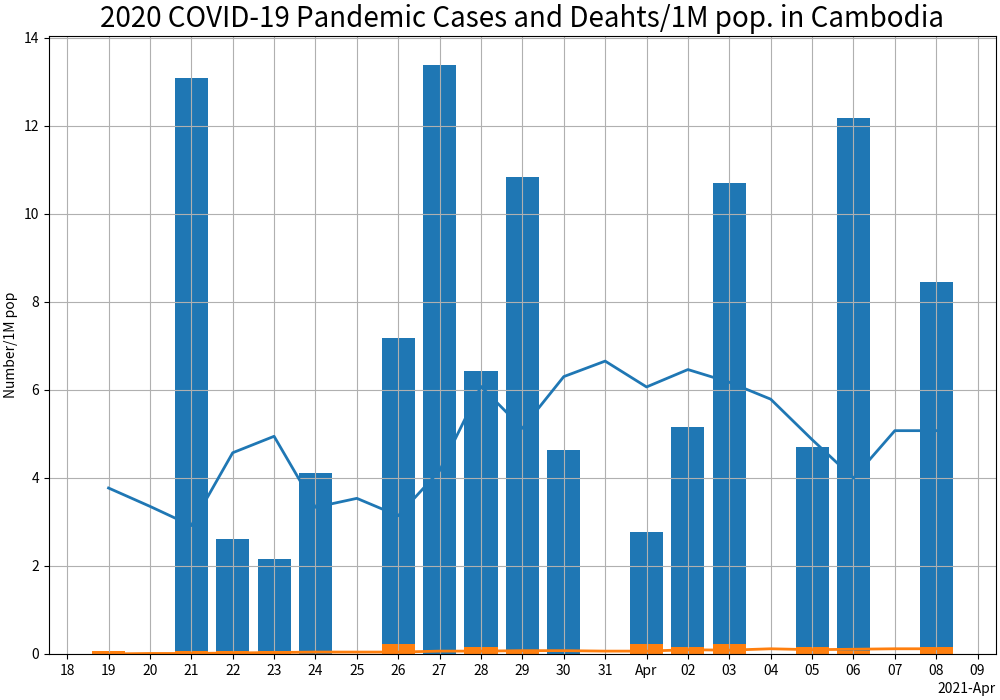 2020 COVID-19 Pandemic Cases and Deahts/1M pop. in Cambodia
Number/1M pop
14
12
10
8
6
4
2
0
18 19 20 21 22 23 24 25 26 27 28 29 30 31 Apr 02 03 04 05 06 07 08 09
2021-Apr